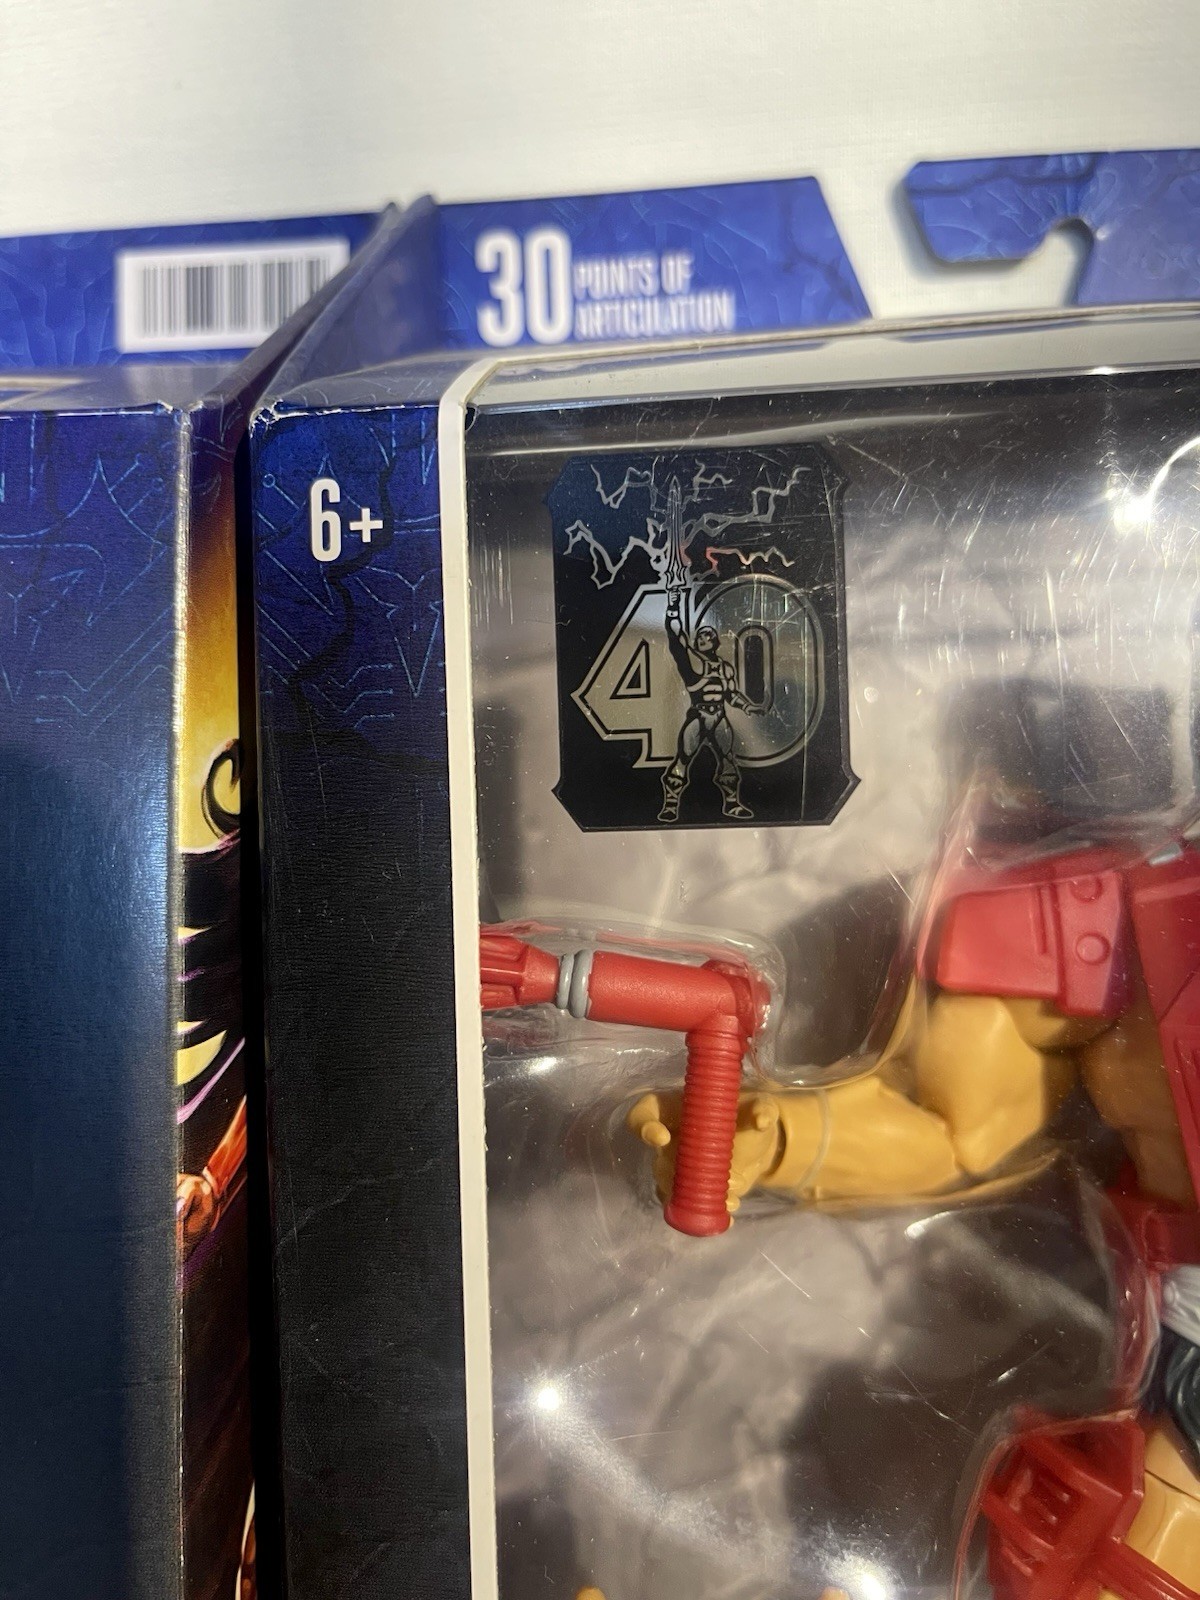 30 POINTS OF
ARTICULATION
6+
40